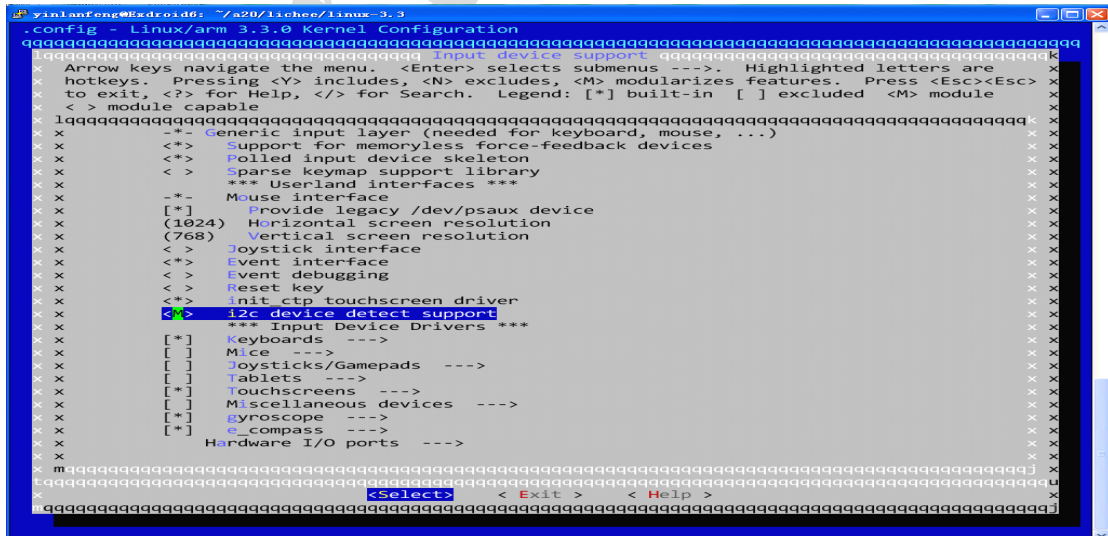 yinlanfeng@Exdroid6: ~/a20/lichee/linux-3.3
.config - Linux/arm 3.3.0 Kernel Configuration
Input device support
Arrow keys navigate the menu.  <Enter> selects submenus --->.  Highlighted letters are
hotkeys.  Pressing <Y> includes, <N> excludes, <M> modularizes features.  Press <Esc><Esc>
to exit, <?> for Help, </> for Search.  Legend: [*] built-in  [ ] excluded  <M> module
< > module capable
-*- Generic input layer (needed for keyboard, mouse, ...)
<*>   Support for memoryless force-feedback devices
<*>   Polled input device skeleton
< >   Sparse keymap support library
*** Userland interfaces ***
-*-   Mouse interface
[*]     Provide legacy /dev/psaux device
(1024)  Horizontal screen resolution
(768)   Vertical screen resolution
< >   Joystick interface
<*>   Event interface
< >   Event debugging
< >   Reset key
<*>   init_ctp touchscreen driver
<M>   i2c device detect support
*** Input Device Drivers ***
[*]   Keyboards  --->
[ ]   Mice  --->
[ ]   Joysticks/Gamepads  --->
[ ]   Tablets  --->
[*]   Touchscreens  --->
[ ]   Miscellaneous devices  --->
[*]   gyroscope  --->
[*]   e_compass  --->
Hardware I/O ports  --->
<Select>    < Exit >    < Help >